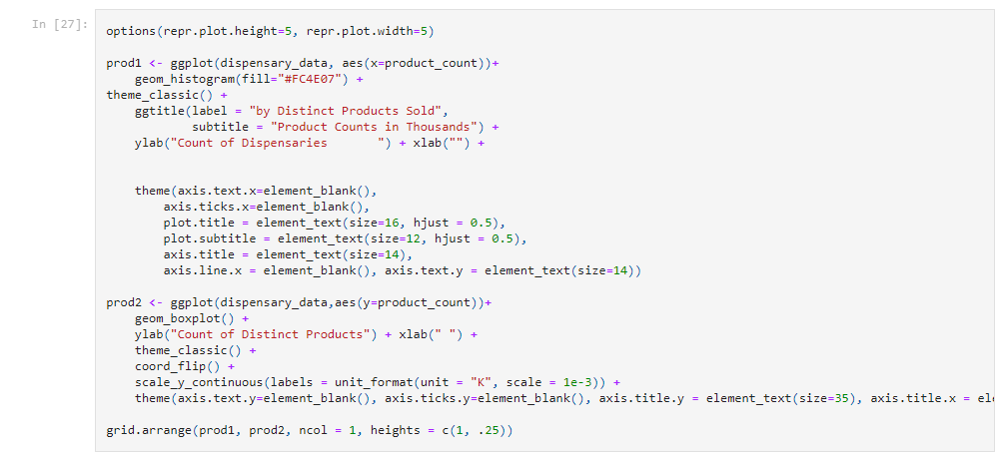 In [27]:
options(repr.plot.height=5, repr.plot.width=5)
prod1 <- ggplot(dispensary_data, aes(x=product_count))+
    geom_histogram(fill="#FC4E07") +
theme_classic() +
    ggtitle(label = "by Distinct Products Sold",
            subtitle = "Product Counts in Thousands") +
    ylab("Count of Dispensaries       ") + xlab("") +
    theme(axis.text.x=element_blank(),
        axis.ticks.x=element_blank(),
        plot.title = element_text(size=16, hjust = 0.5),
        plot.subtitle = element_text(size=12, hjust = 0.5),
        axis.title = element_text(size=14),
        axis.line.x = element_blank(), axis.text.y = element_text(size=14))
prod2 <- ggplot(dispensary_data,aes(y=product_count))+
    geom_boxplot() +
    ylab("Count of Distinct Products") + xlab(" ") +
    theme_classic() +
    coord_flip() +
    scale_y_continuous(labels = unit_format(unit = "K", scale = 1e-3)) +
    theme(axis.text.y=element_blank(), axis.ticks.y=element_blank(), axis.title.y = element_text(size=35), axis.title.x =
grid.arrange(prod1, prod2, ncol = 1, heights = c(1, .25))